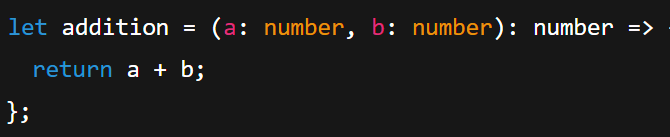 let addition = (a: number, b: number): number =>
return a + b;
};